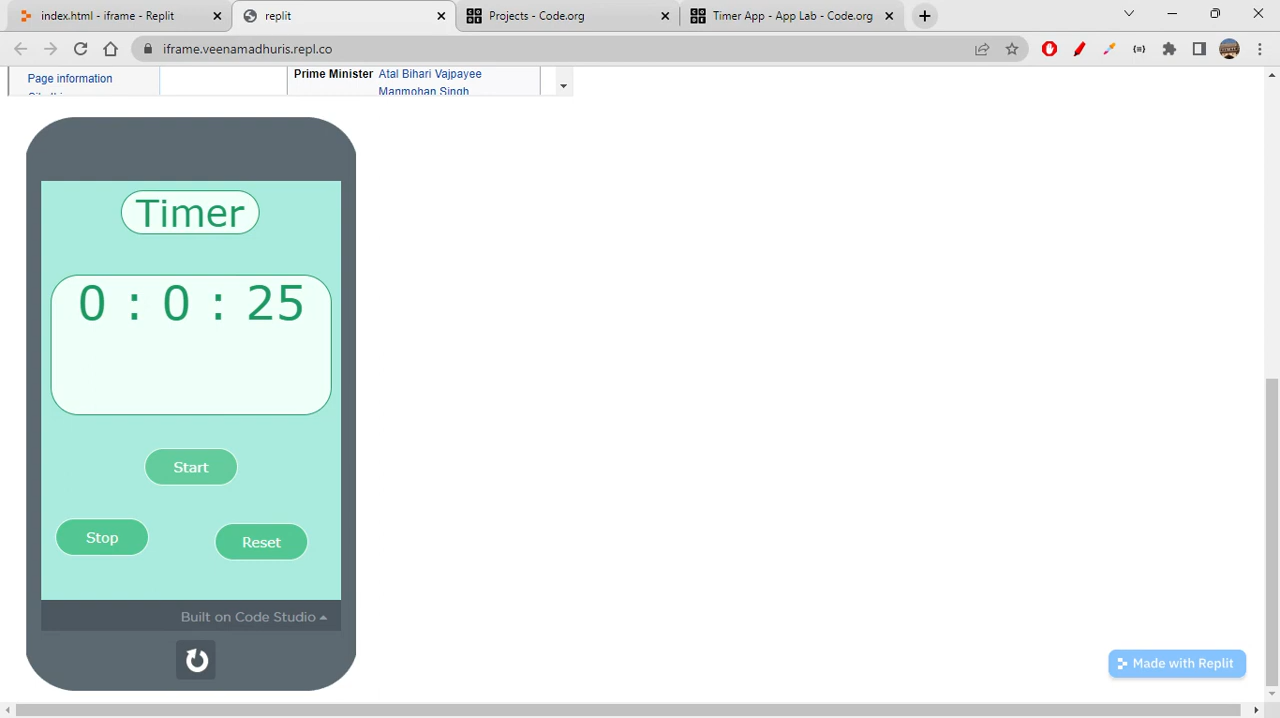 index.html - iframe - Replit
replit
Projects - Code.org
Timer App - App Lab - Code.org
iframe.veenamadhuris.repl.co
Page information
Prime Minister Atal Bihari Vajpayee
Manmohan Singh
Timer
0 : 0 : 25
Start
Stop
Reset
Built on Code Studio
Made with Replit